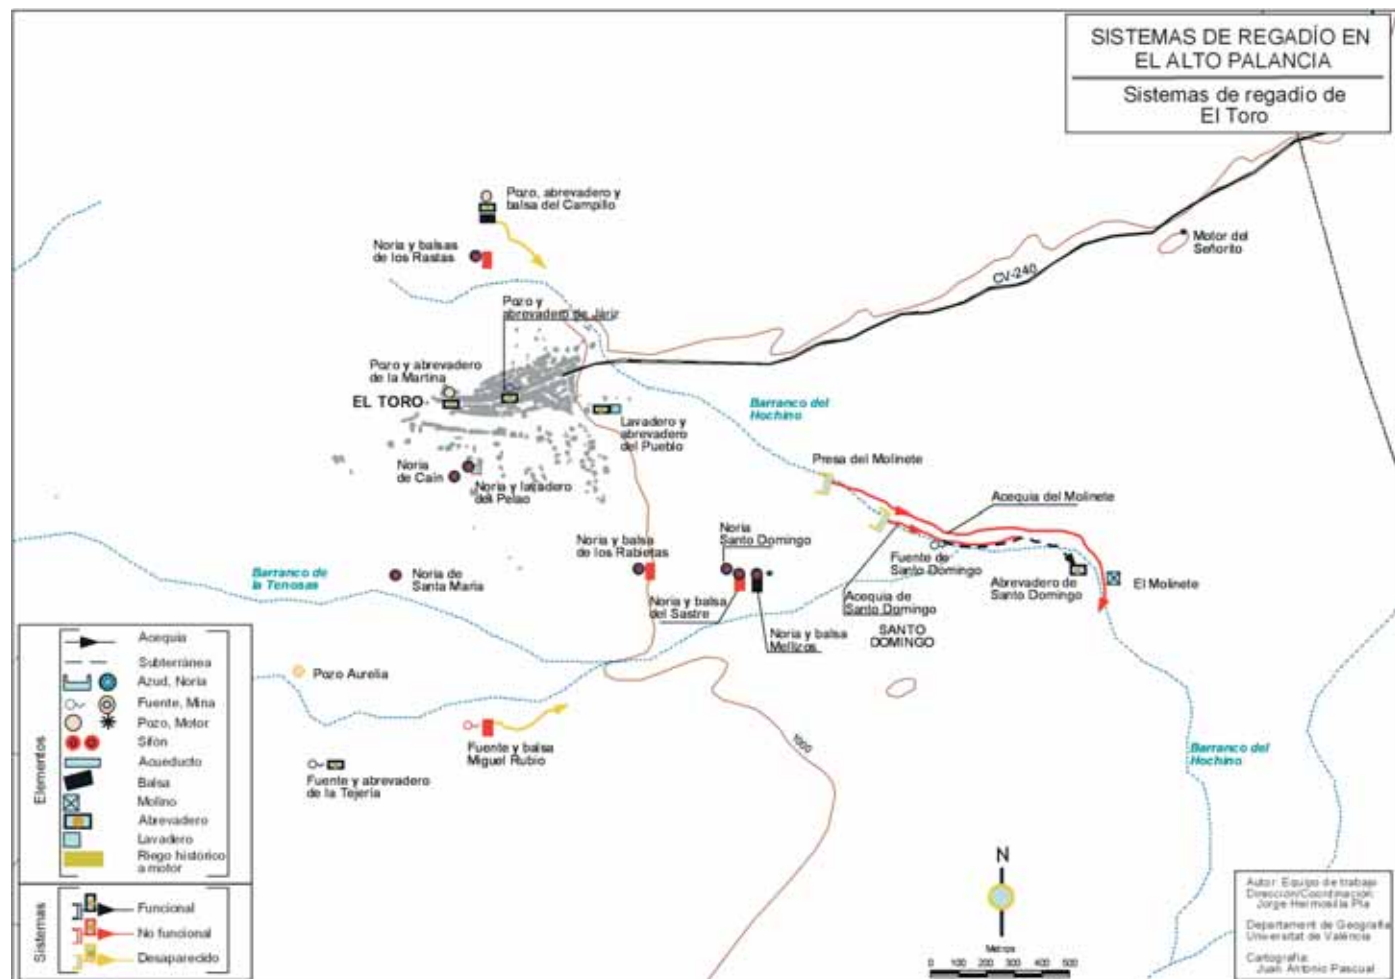 SISTEMAS DE REGADÍO EN
EL ALTO PALANCIA
Sistemas de regadio de
El Toro
Pozo, abrevadero y
balsa del Campillo
Noria y balsas
de los Rastas
Motor del
Señorito
CV-240
Pozo y
abrevadero de Járiz
Pozo y abrevadero
de la Martina
EL TORO
Barranco del
Hochino
Lavadero y
abrevadero
del Pueblo
Presa del Molinete
Noria
de Caín
Noria y lavadero
del Pelao
Acequia del Molinete
Noria
Santo Domingo
Noria y balsa
de los Rabietas
Fuente de
Santo Domingo
Barranco de
la Tenosas
Noria de
Santa María
Abrevadero de
Santo Domingo
El Molinete
Acequia de
Santo Domingo
Noria y balsa
del Sastre
SANTO
DOMINGO
Noria y balsa
Mellizos
Pozo Aurelia
Fuente y balsa
Miguel Rubio
1000
Barranco del
Hochino
Fuente y abrevadero
de la Tejería
Elementos
Acequia
Subterránea
Azud, Noria
Fuente, Mina
Pozo, Motor
Sifón
Acueducto
Balsa
Molino
Abrevadero
Lavadero
Riego histórico
a motor
Sistemas
Funcional
No funcional
Desaparecido
N
Metros
0 100 200 300 400 500
Autor: Equipo de trabajo
Dirección/Coordinación:
Jorge Hermosilla Pla
Departament de Geografia
Universitat de València
Cartografía:
Juan Antonio Pascual